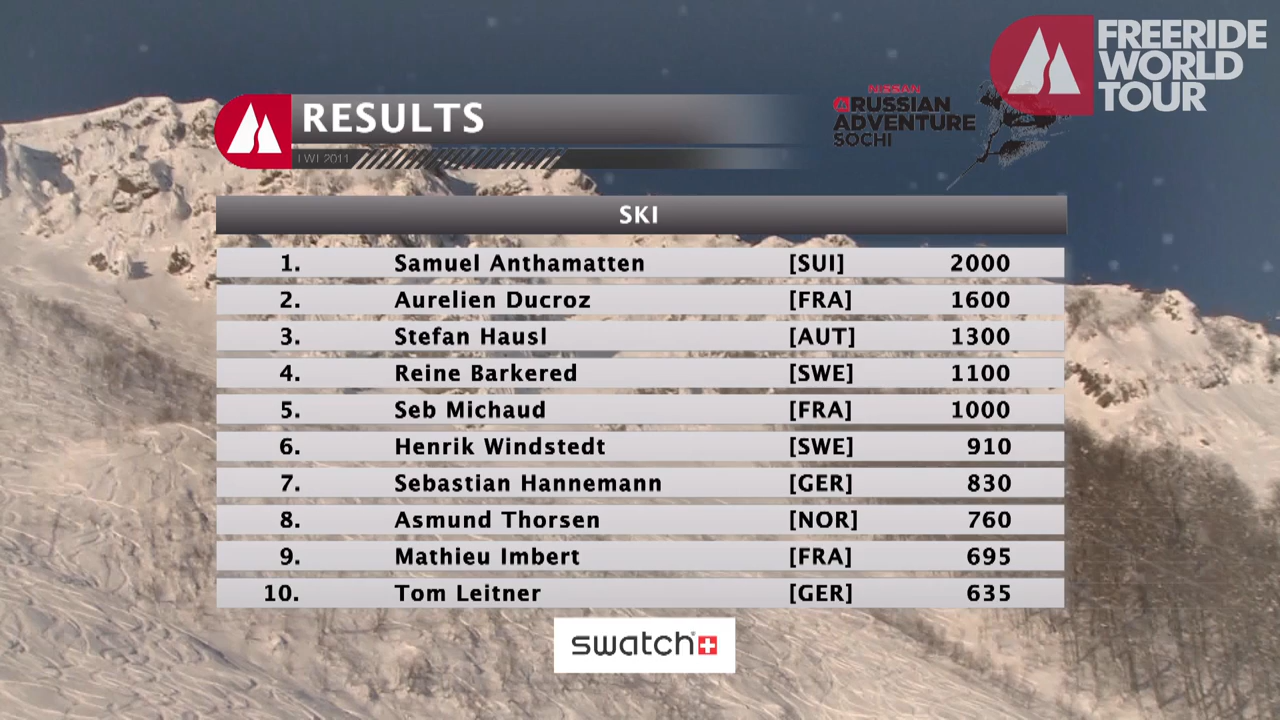 FREERIDE
WORLD
TOUR
NISSAN
RUSSIAN
ADVENTURE
SOCHI
RESULTS
2011
SKI
1. Samuel Anthamatten [SUI] 2000
2. Aurelien Ducroz [FRA] 1600
3. Stefan Hausl [AUT] 1300
4. Reine Barkered [SWE] 1100
5. Seb Michaud [FRA] 1000
6. Henrik Windstedt [SWE] 910
7. Sebastian Hannemann [GER] 830
8. Asmund Thorsen [NOR] 760
9. Mathieu Imbert [FRA] 695
10. Tom Leitner [GER] 635
swatch